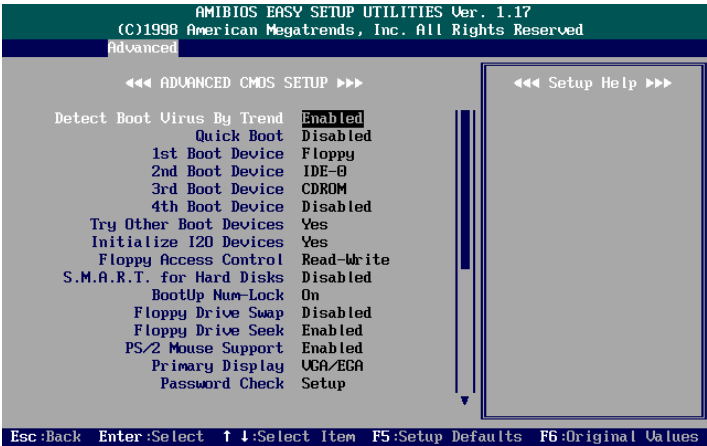 AMIBIOS EASY SETUP UTILITIES Ver. 1.17
(C)1998 American Megatrends, Inc. All Rights Reserved
Advanced
◄◄◄ ADVANCED CMOS SETUP ►►►
◄◄◄ Setup Help ►►►
Detect Boot Virus By Trend Enabled
Quick Boot Disabled
1st Boot Device Floppy
2nd Boot Device IDE-0
3rd Boot Device CDROM
4th Boot Device Disabled
Try Other Boot Devices Yes
Initialize I2O Devices Yes
Floppy Access Control Read-Write
S.M.A.R.T. for Hard Disks Disabled
BootUp Num-Lock On
Floppy Drive Swap Disabled
Floppy Drive Seek Enabled
PS/2 Mouse Support Enabled
Primary Display VGA/EGA
Password Check Setup
Esc:Back Enter:Select ↑ ↓:Select Item F5:Setup Defaults F6:Original Values